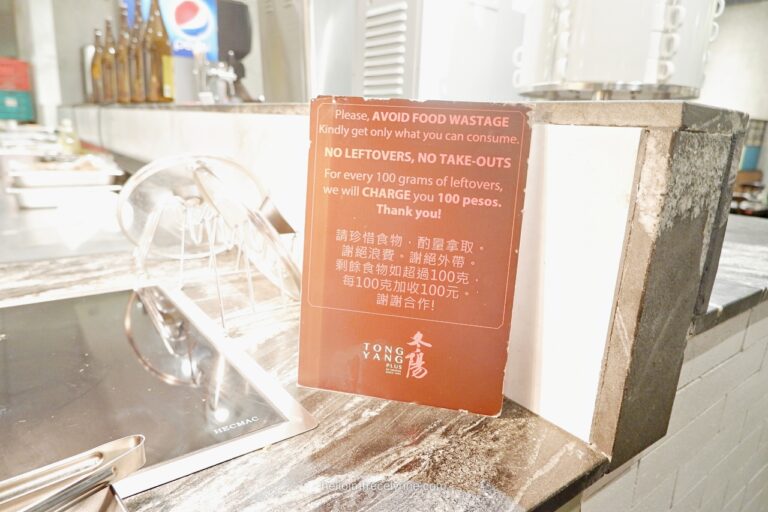 Please, AVOID FOOD WASTAGE
Kindly get only what you can consume.
NO LEFTOVERS, NO TAKE-OUTS
For every 100 grams of leftovers,
we will CHARGE you 100 pesos.
Thank you!
請珍惜食物．酌量拿取。
謝絕浪費。謝絕外帶。
剩餘食物如超過100克，
每100克加收100元。
謝謝合作！
TONG
YANG
PLUS
HECMAC
pepsi